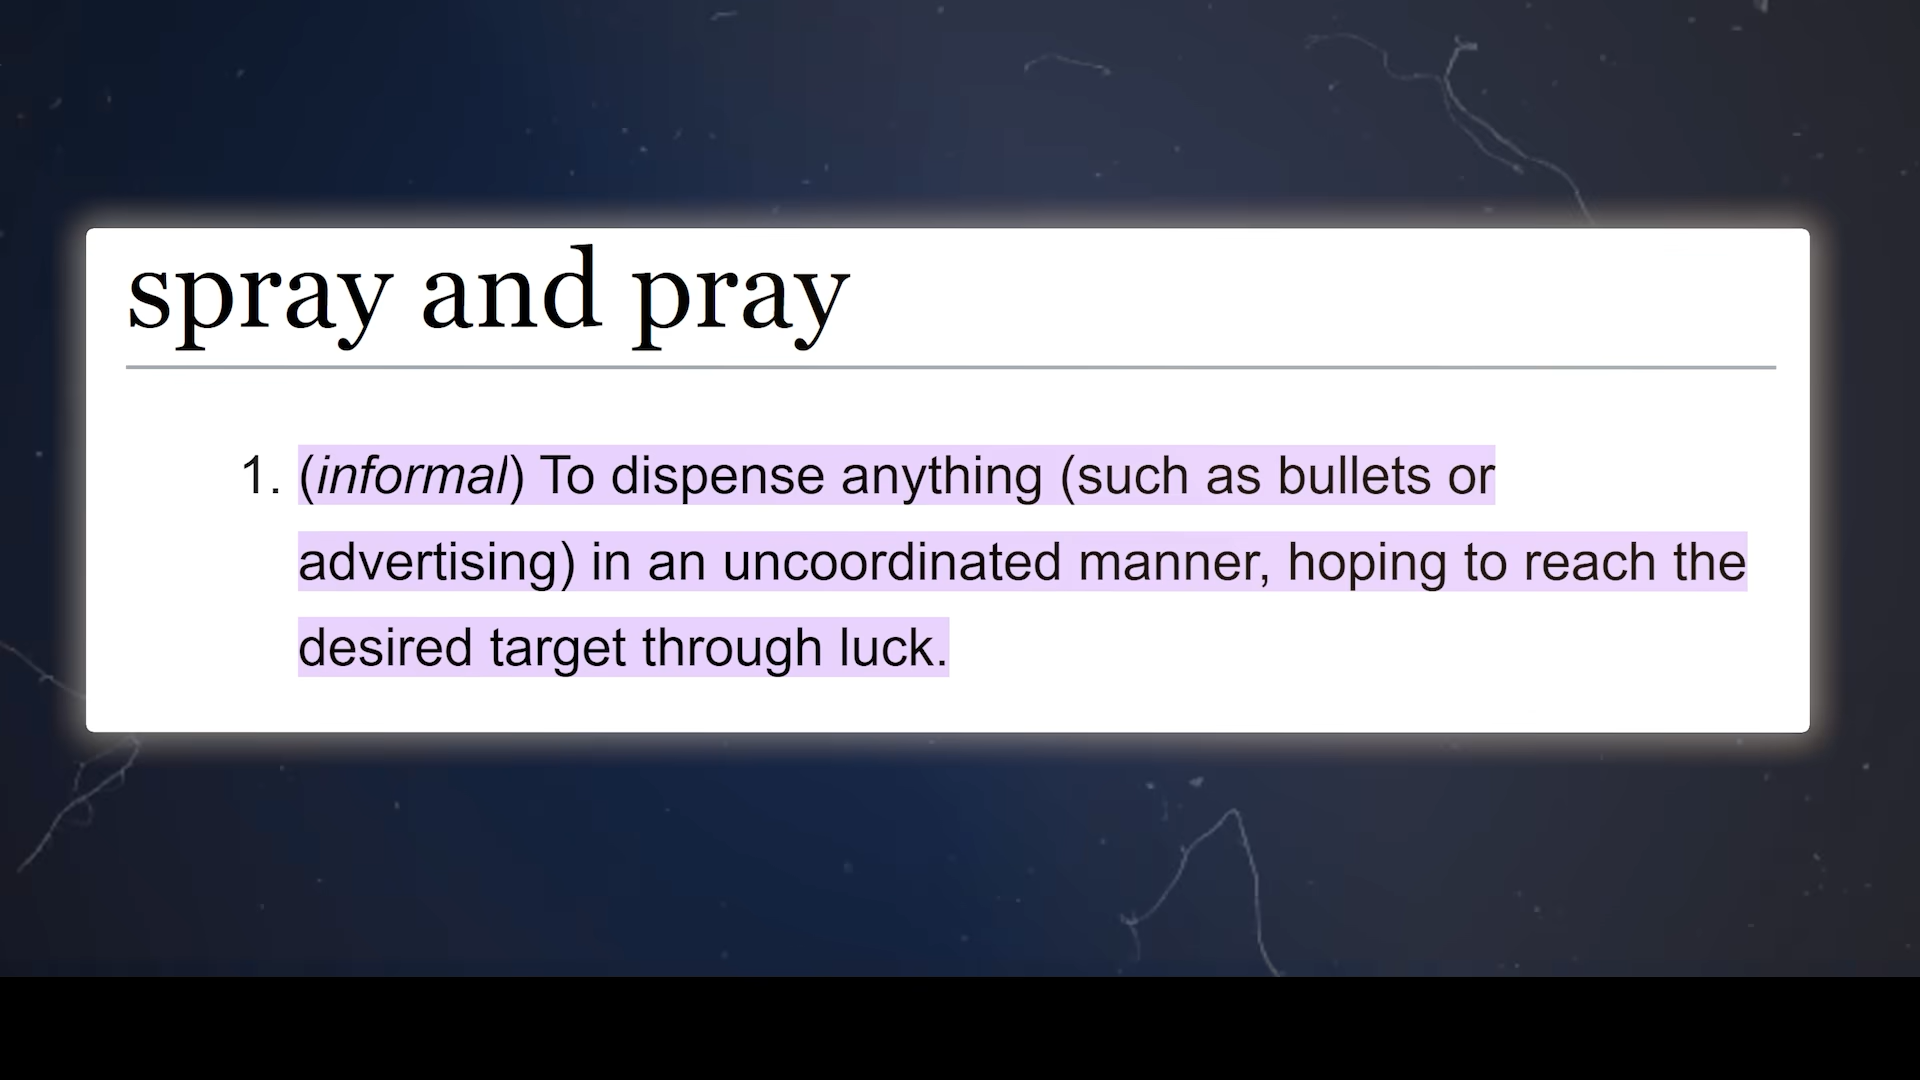 spray and pray
1. (informal) To dispense anything (such as bullets or
advertising) in an uncoordinated manner, hoping to reach the
desired target through luck.